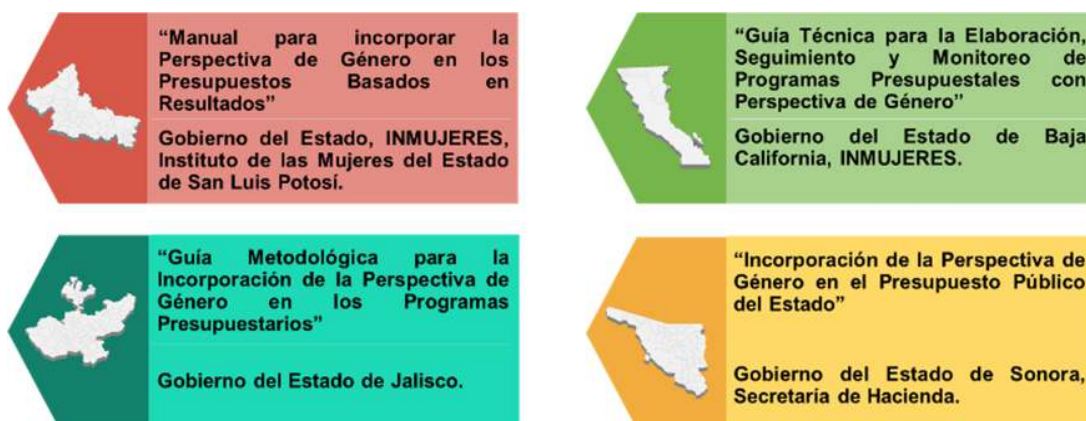 “Manual para incorporar la
Perspectiva de Género en los
Presupuestos Basados en
Resultados”
Gobierno del Estado, INMUJERES,
Instituto de las Mujeres del Estado
de San Luis Potosí.
“Guía Técnica para la Elaboración,
Seguimiento y Monitoreo de
Programas Presupuestales con
Perspectiva de Género”
Gobierno del Estado de Baja
California, INMUJERES.
“Guía Metodológica para la
Incorporación de la Perspectiva de
Género en los Programas
Presupuestarios”
Gobierno del Estado de Jalisco.
“Incorporación de la Perspectiva de
Género en el Presupuesto Público
del Estado”
Gobierno del Estado de Sonora,
Secretaría de Hacienda.